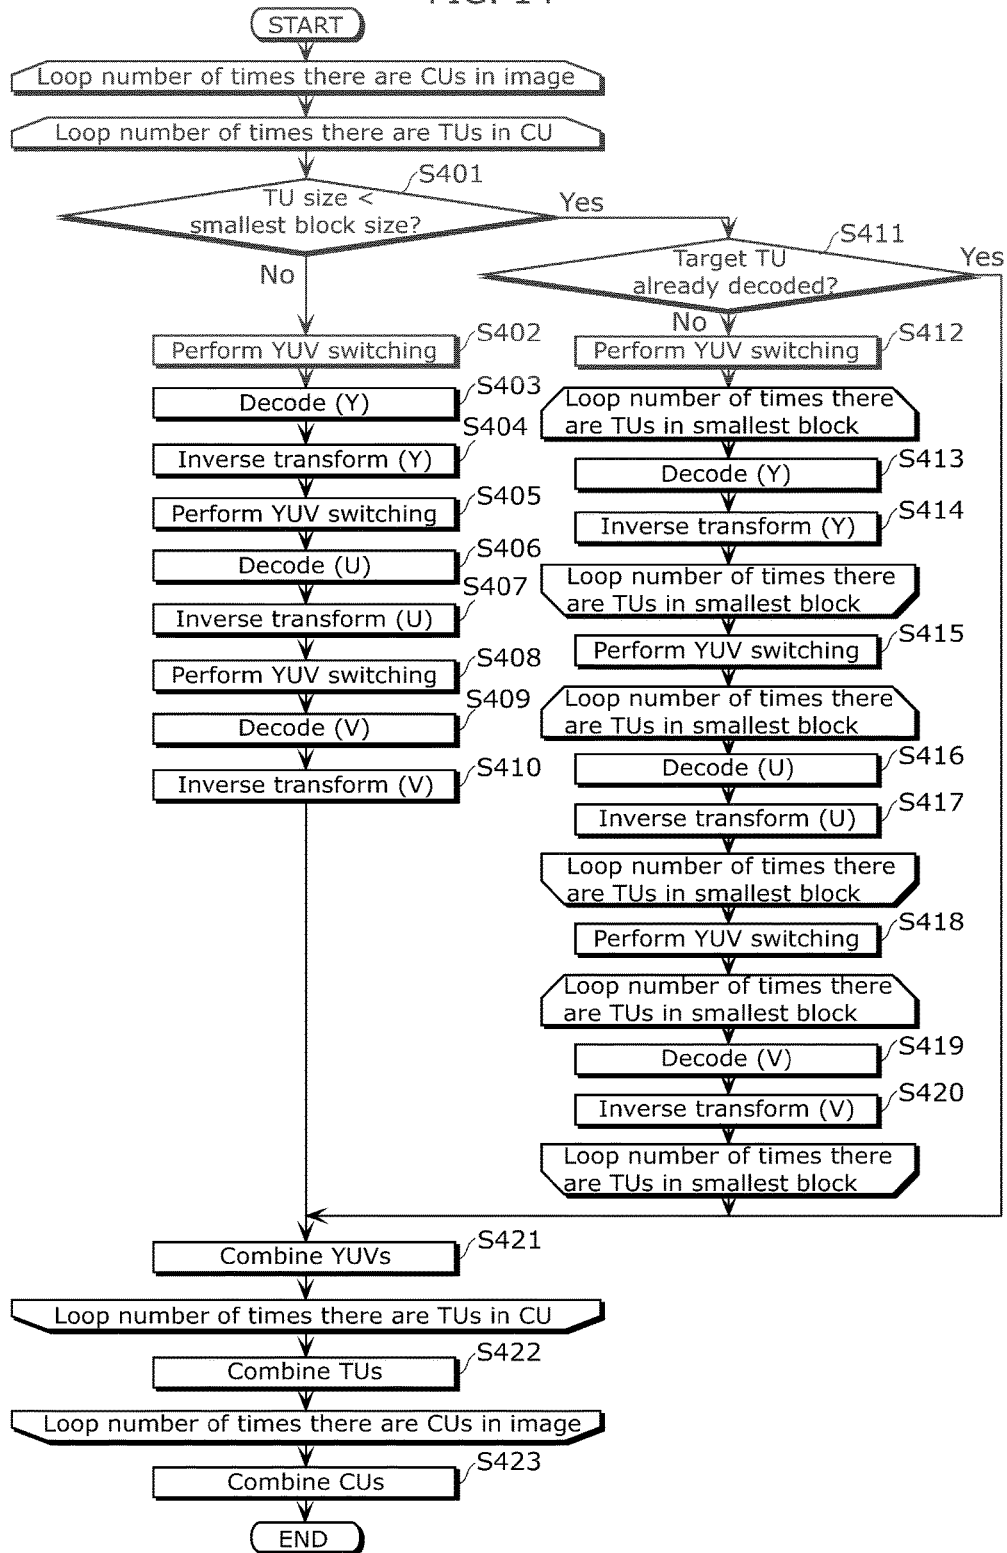 FIG. 14
START
Loop number of times there are CUs in image
Loop number of times there are TUs in CU
S401
TU size <
smallest block size?
Yes
No
S411
Target TU
already decoded?
Yes
No
S402
Perform YUV switching
S403
Decode (Y)
S404
Inverse transform (Y)
S405
Perform YUV switching
S406
Decode (U)
S407
Inverse transform (U)
S408
Perform YUV switching
S409
Decode (V)
S410
Inverse transform (V)
S412
Perform YUV switching
Loop number of times there
are TUs in smallest block
S413
Decode (Y)
S414
Inverse transform (Y)
Loop number of times there
are TUs in smallest block
S415
Perform YUV switching
Loop number of times there
are TUs in smallest block
S416
Decode (U)
S417
Inverse transform (U)
Loop number of times there
are TUs in smallest block
S418
Perform YUV switching
Loop number of times there
are TUs in smallest block
S419
Decode (V)
S420
Inverse transform (V)
Loop number of times there
are TUs in smallest block
S421
Combine YUVs
Loop number of times there are TUs in CU
S422
Combine TUs
Loop number of times there are CUs in image
S423
Combine CUs
END